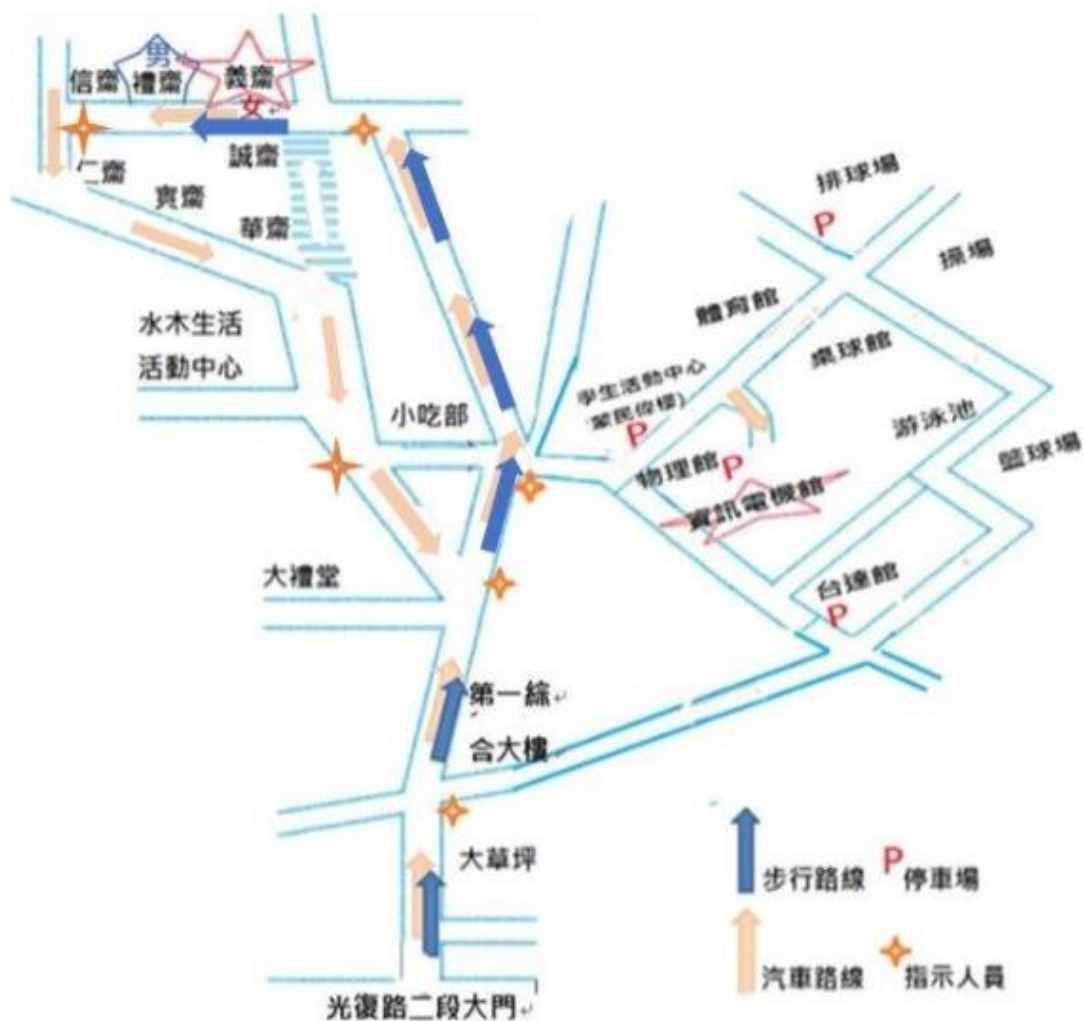 男
信齋
禮齋
義齋
女
仁齋
實齋
誠齋
華齋
水木生活
活動中心
小吃部
大禮堂
排球場
P
操場
體育館
桌球館
學生活動中心
(蒙民偉樓)
P
游泳池
籃球場
物理館
P
資訊電機館
台達館
P
第一綜
合大樓
大草坪
光復路二段大門
步行路線
P
停車場
汽車路線
指示人員